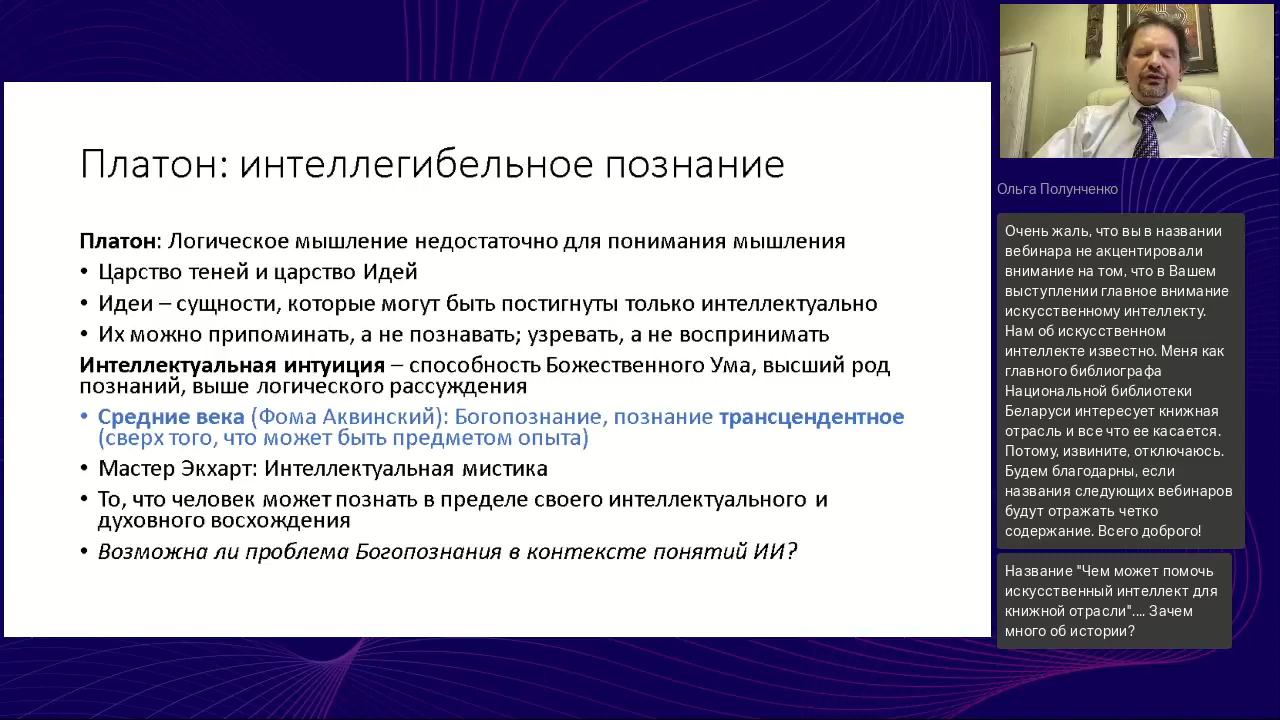 Платон: интеллегибельное познание
Платон: Логическое мышление недостаточно для понимания мышления
• Царство теней и царство Идей
• Идеи – сущности, которые могут быть постигнуты только интеллектуально
• Их можно припоминать, а не познавать; узревать, а не воспринимать
Интеллектуальная интуиция – способность Божественного Ума, высший род
познаний, выше логического рассуждения
• Средние века (Фома Аквинский): Богопознание, познание трансцендентное
(сверх того, что может быть предметом опыта)
• Мастер Экхарт: Интеллектуальная мистика
• То, что человек может познать в пределе своего интеллектуального и
духовного восхождения
• Возможна ли проблема Богопознания в контексте понятий ИИ?
Ольга Полунченко
Очень жаль, что вы в названии
вебинара не акцентировали
внимание на том, что в Вашем
выступлении главное внимание
искусственному интеллекту.
Нам об искусственном
интеллекте известно. Меня как
главного библиографа
Национальной библиотеки
Беларуси интересует книжная
отрасль и все что ее касается.
Потому, извините, отключаюсь.
Будем благодарны, если
названия следующих вебинаров
будут отражать четко
содержание. Всего доброго!
Название "Чем может помочь
искусственный интеллект для
книжной отрасли".... Зачем
много об истории?